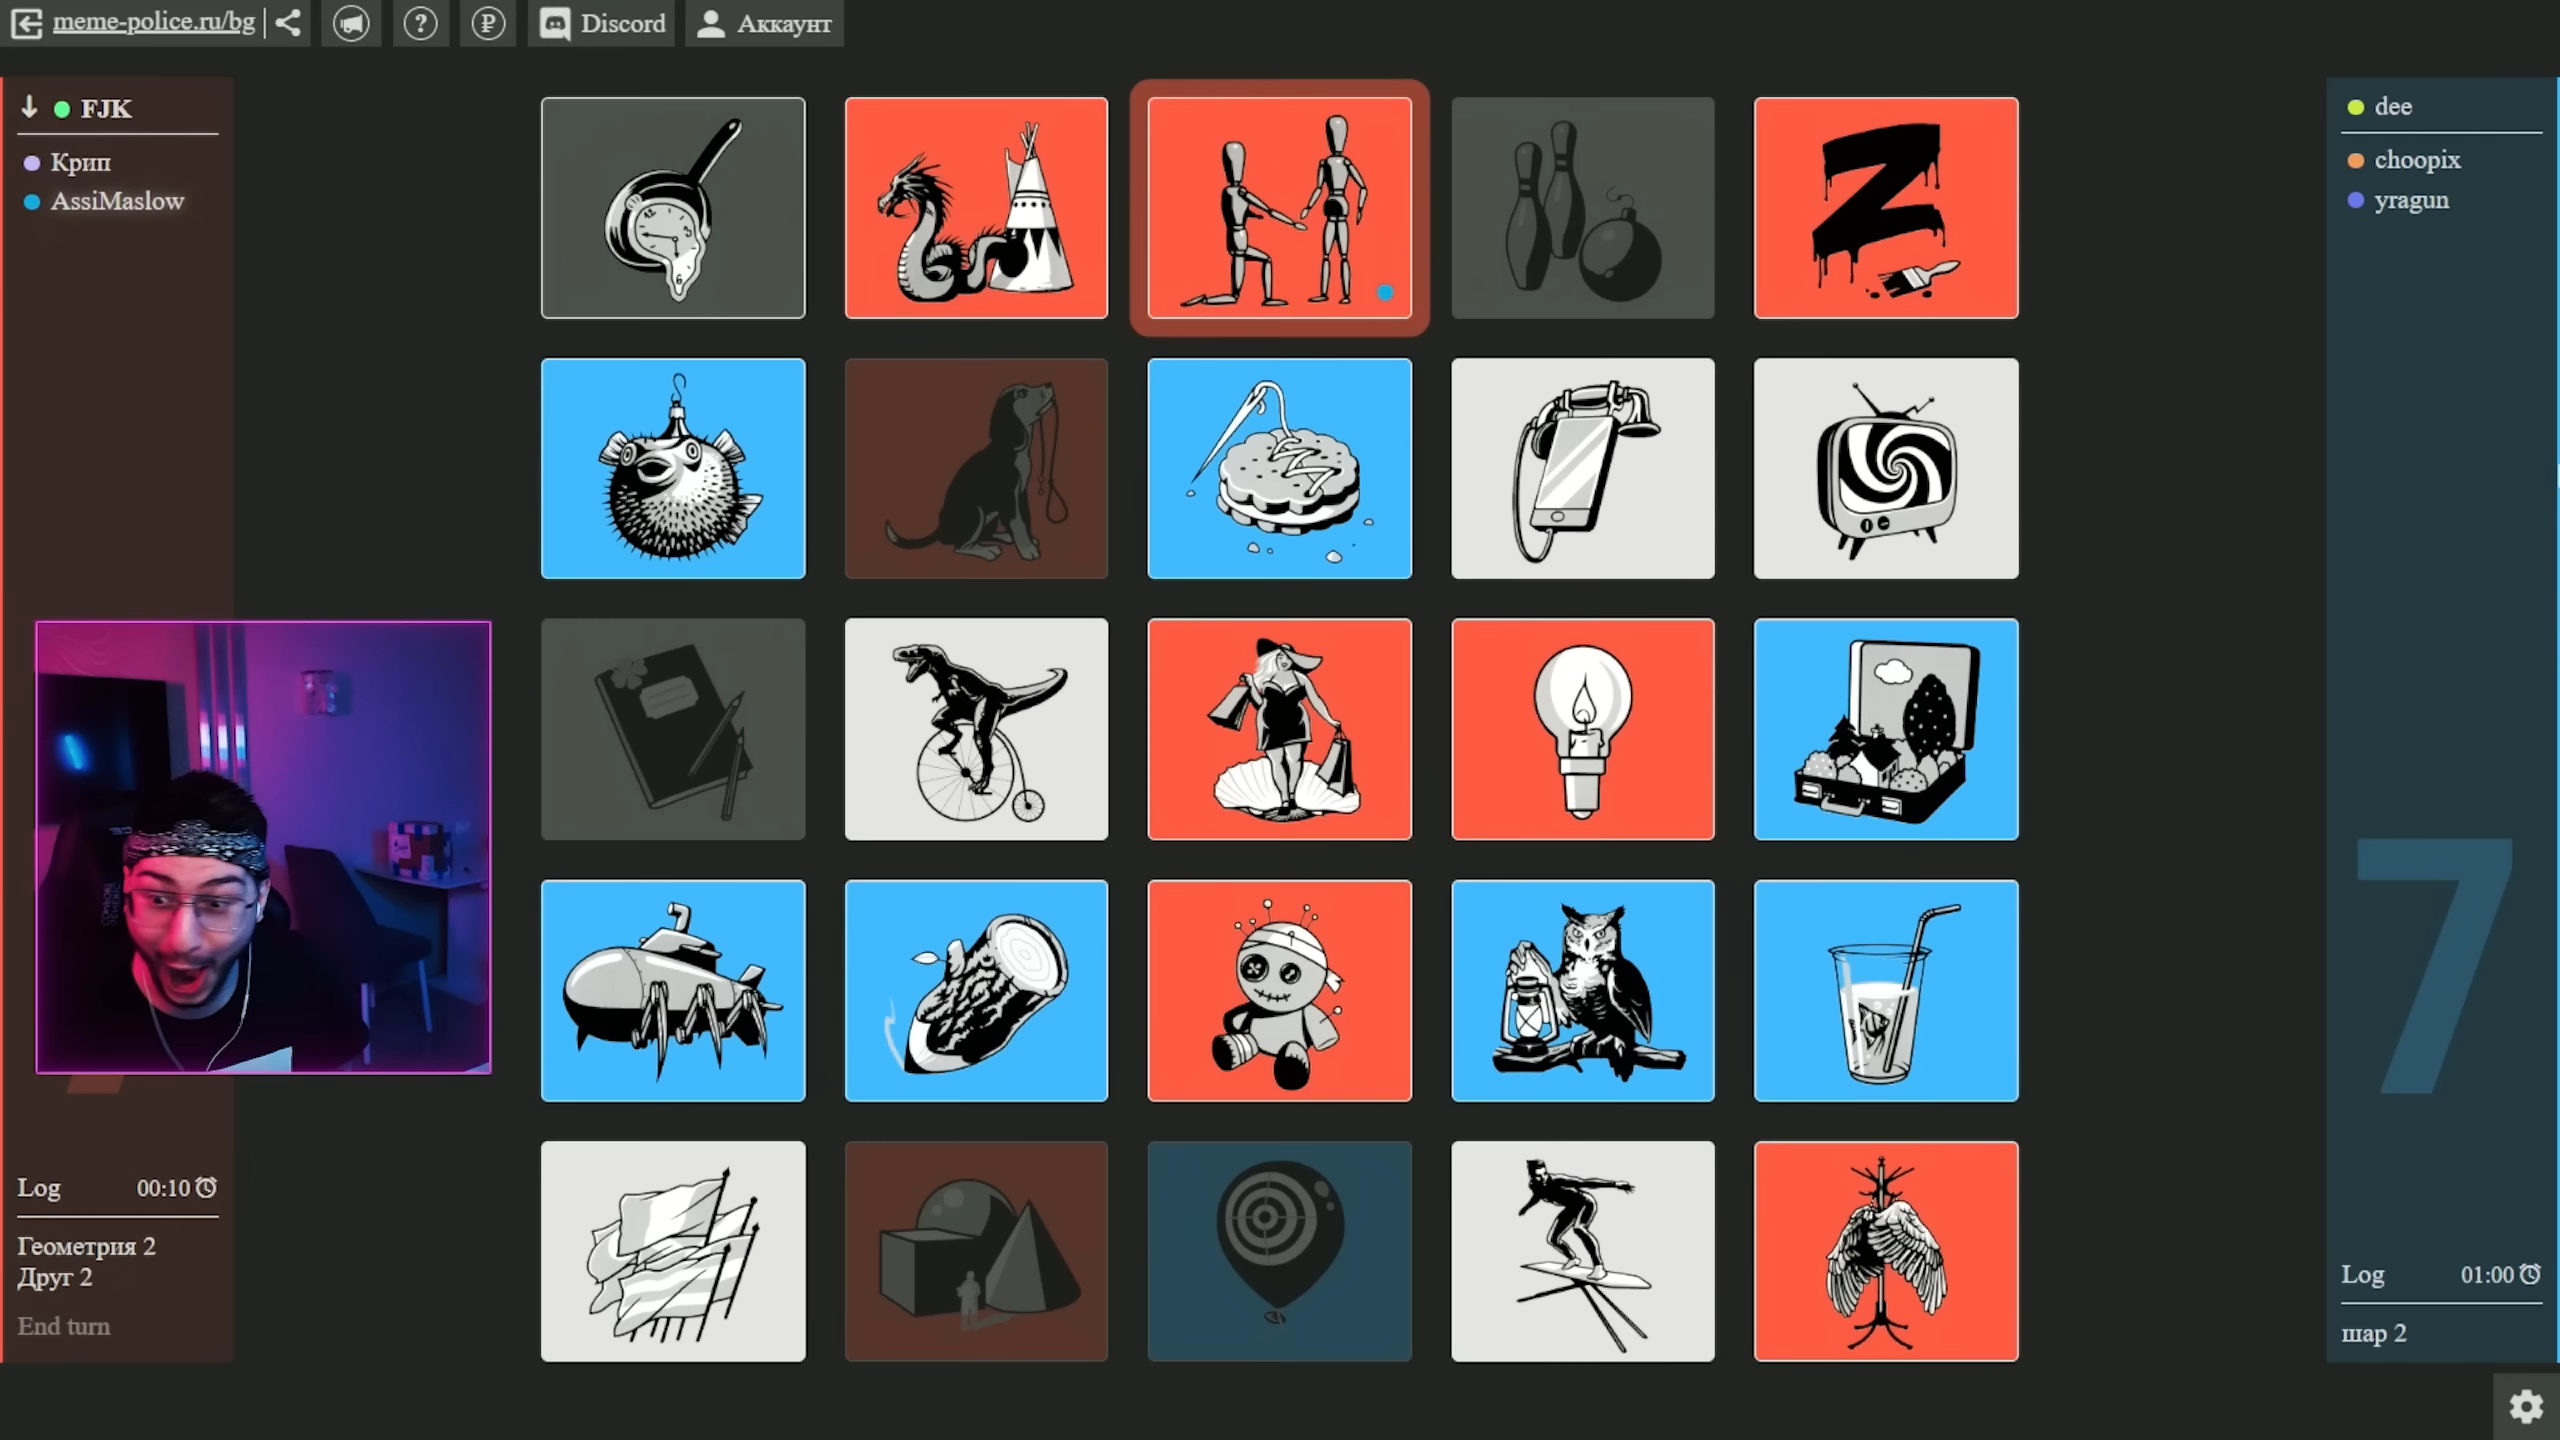 meme-police.ru/bg
Discord
Аккаунт
FJK
Крип
AssiMaslow
dee
choopix
yragun
Z
7
Log 00:10
Геометрия 2
Друг 2
End turn
Log 01:00
шар 2